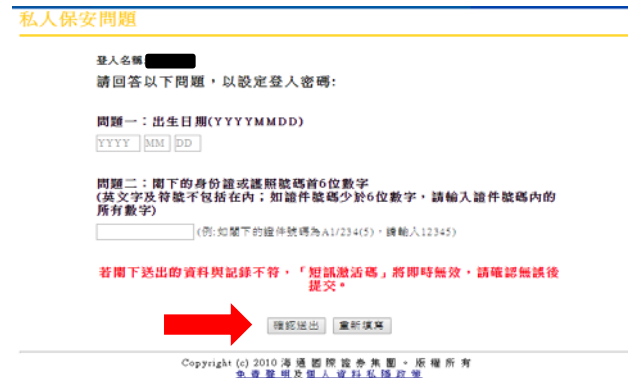 私人保安問題
登入名稱
請回答以下問題，以設定登入密碼:
問題一：出生日期(YYYYMMDD)
YYYY MM DD
問題二：閣下的身份證或護照號碼首6位數字
(英文字及符號不包括在內；如證件號碼少於6位數字，請輸入證件號碼內的
所有數字)
(例:如閣下的證件號碼為A1/234(5)，請輸入12345)
若閣下送出的資料與記錄不符，「短訊激活碼」將即時無效，請確認無誤後
提交。
確認送出 重新填寫
Copyright (c) 2010 海通國際證券集團。版權所有
免責聲明及個人資料私隱政策